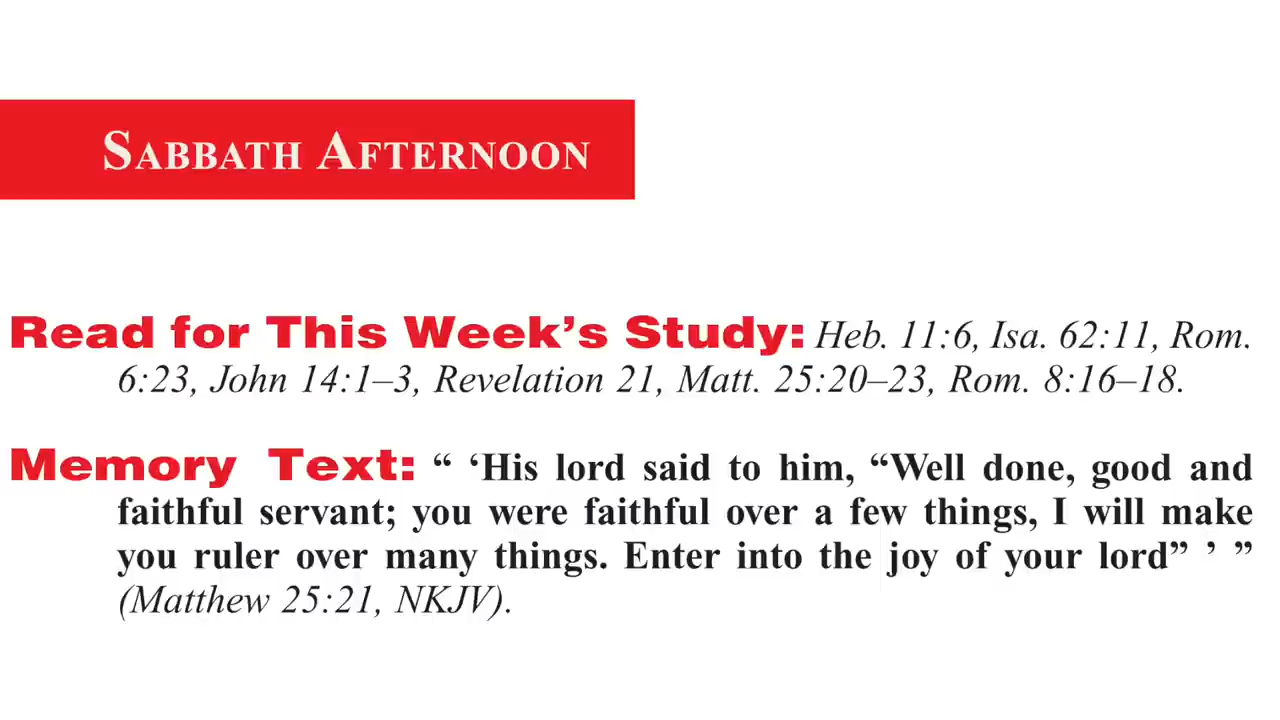 SABBATH AFTERNOON
Read for This Week’s Study: Heb. 11:6, Isa. 62:11, Rom.
6:23, John 14:1–3, Revelation 21, Matt. 25:20–23, Rom. 8:16–18.
Memory Text: “ ‘His lord said to him, “Well done, good and
faithful servant; you were faithful over a few things, I will make
you ruler over many things. Enter into the joy of your lord” ’ ”
(Matthew 25:21, NKJV).